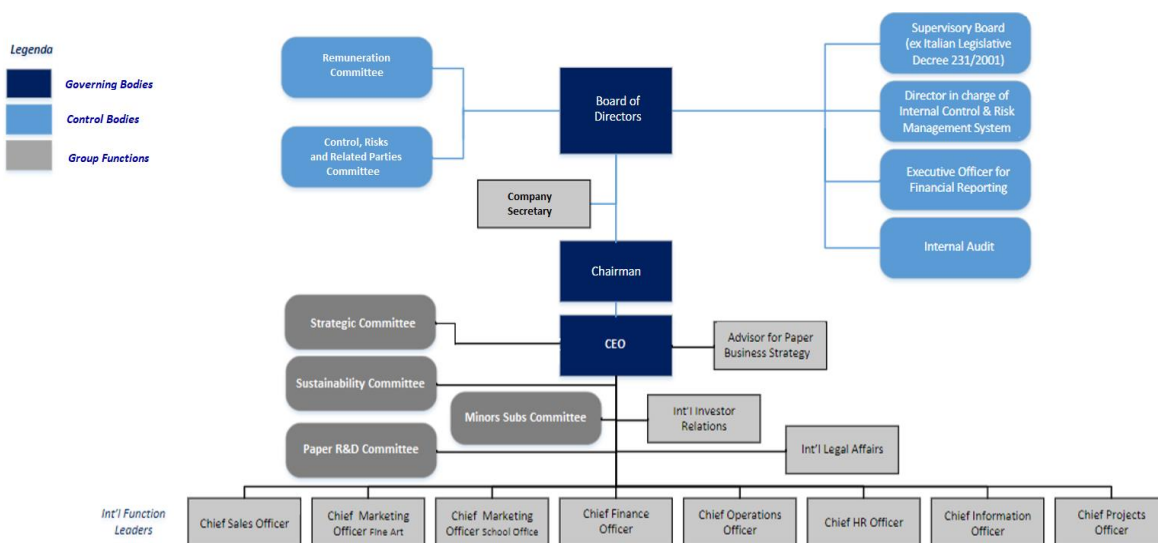 Legenda
Governing Bodies
Control Bodies
Group Functions
Remuneration
Committee
Control, Risks
and Related Parties
Committee
Board of
Directors
Supervisory Board
(ex Italian Legislative
Decree 231/2001)
Director in charge of
Internal Control & Risk
Management System
Executive Officer for
Financial Reporting
Internal Audit
Company
Secretary
Chairman
Strategic Committee
CEO
Advisor for Paper
Business Strategy
Sustainability Committee
Minors Subs Committee
Int'l Investor
Relations
Paper R&D Committee
Int'l Legal Affairs
Int'l Function
Leaders
Chief Sales Officer
Chief Marketing
Officer Fine Art
Chief Marketing
Officer School Office
Chief Finance
Officer
Chief Operations
Officer
Chief HR Officer
Chief Information
Officer
Chief Projects
Officer